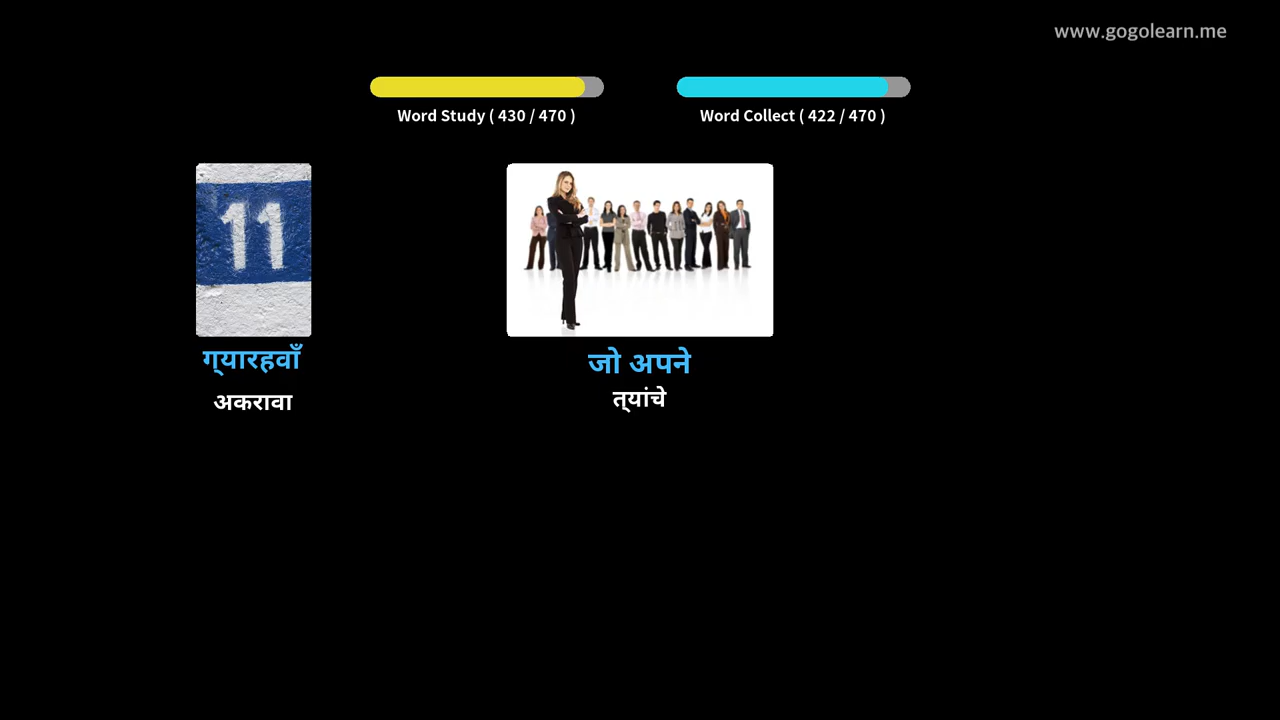 www.gogolearn.me
Word Study ( 430 / 470 )
Word Collect ( 422 / 470 )
11
ग्यारहवाँ
अकरावा
जो अपने
त्यांचे